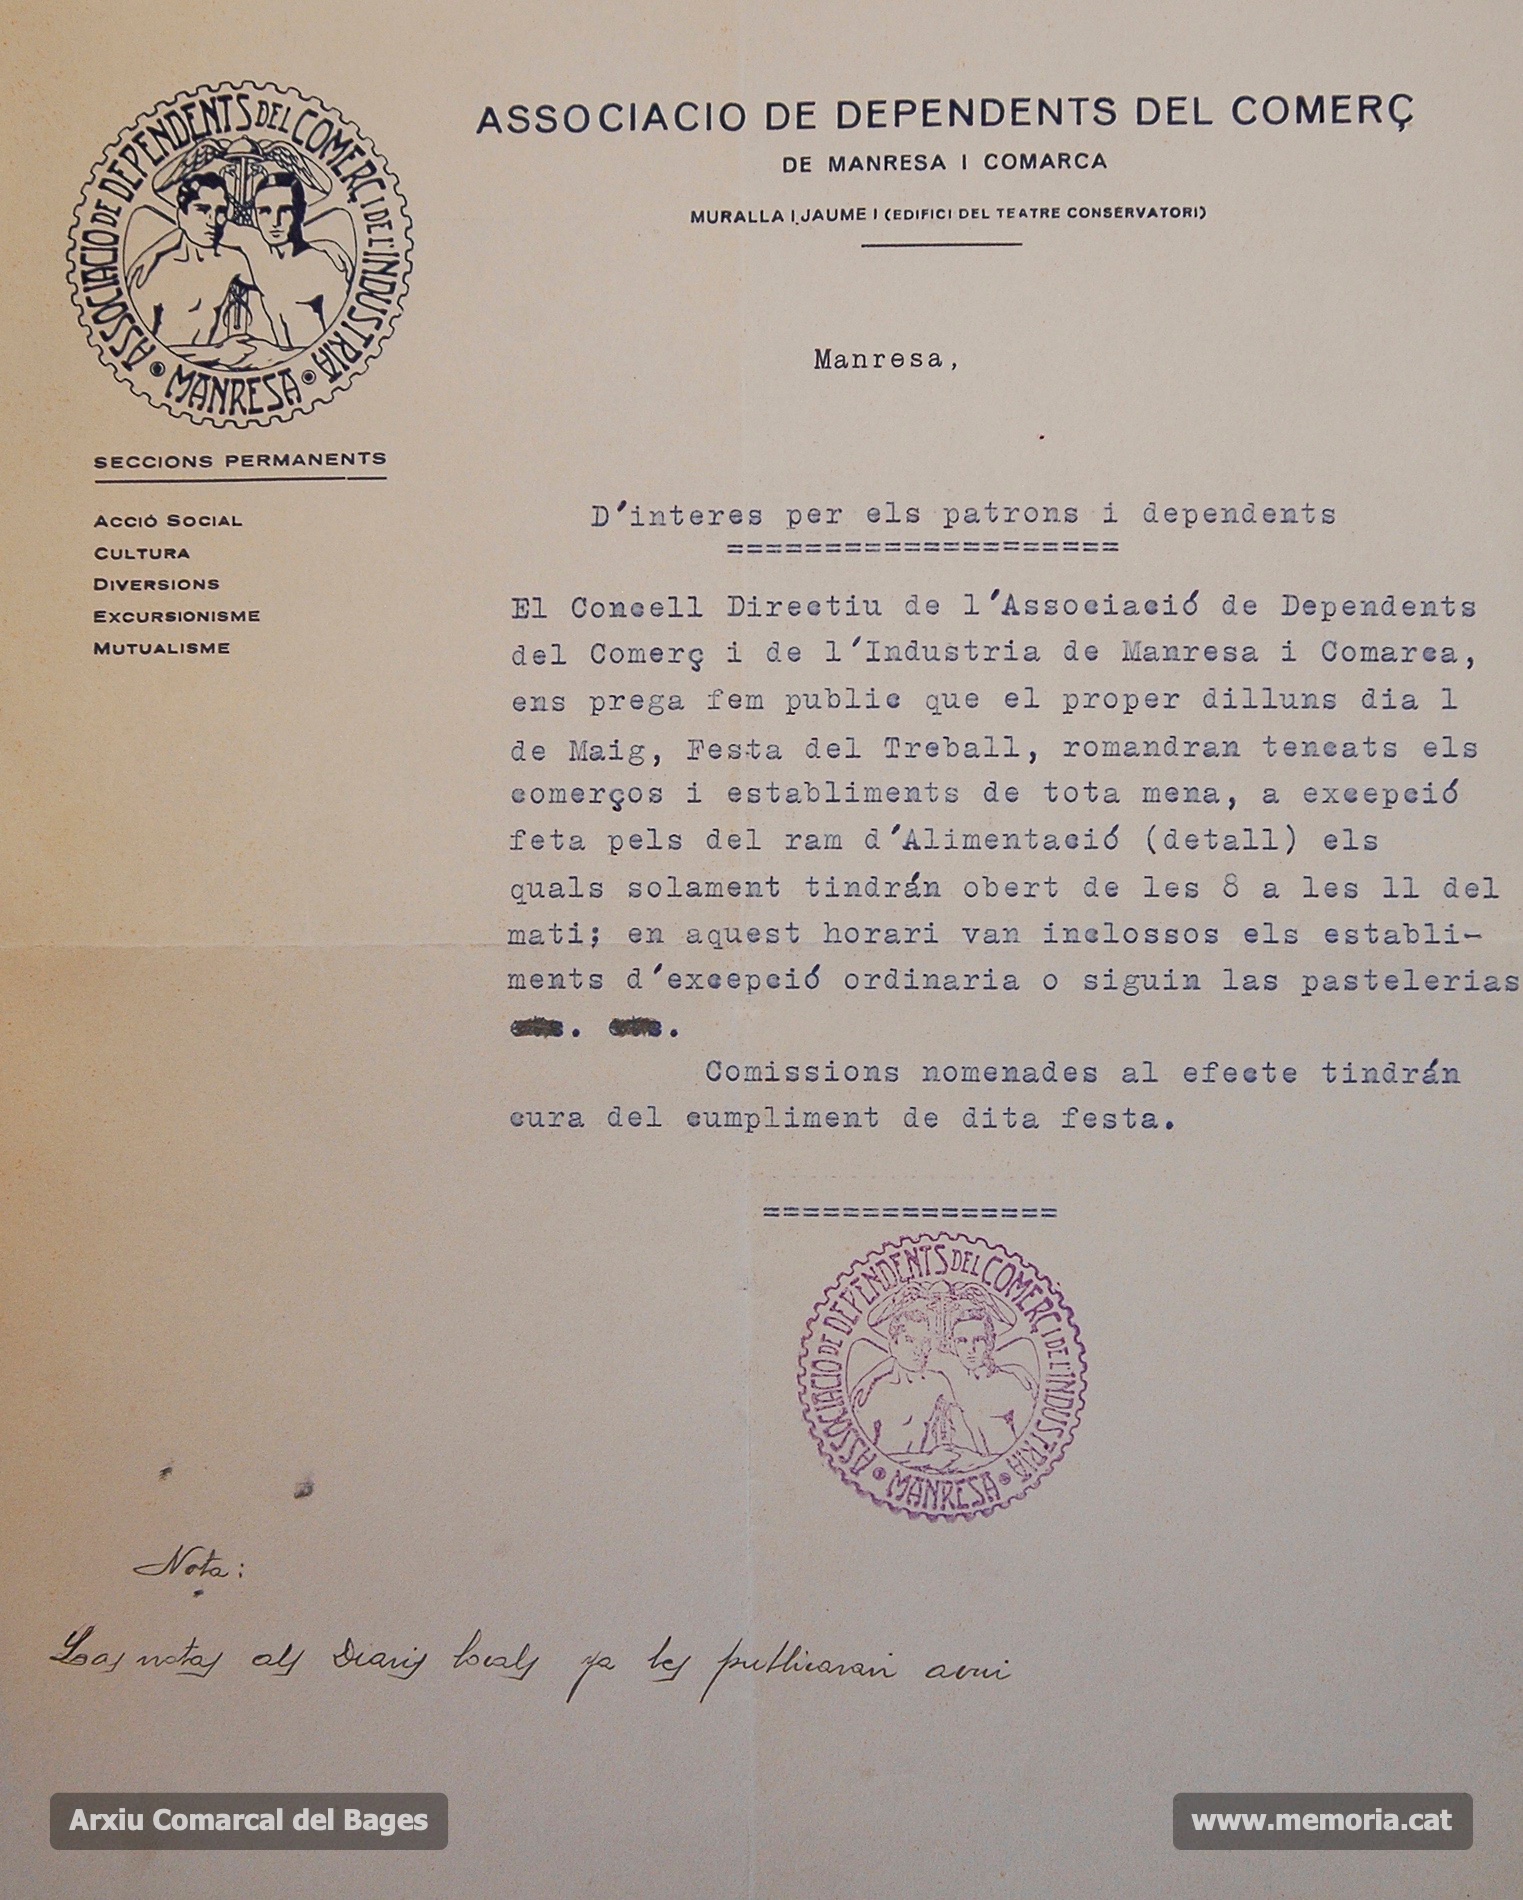 ASSOCIACIO DE DEPENDENTS DEL COMERÇ I DE L'INDUSTRIA
MANRESA
ASSOCIACIO DE DEPENDENTS DEL COMERÇ
DE MANRESA I COMARCA
MURALLA I JAUME I (EDIFICI DEL TEATRE CONSERVATORI)
SECCIONS PERMANENTS
ACCIÓ SOCIAL
CULTURA
DIVERSIONS
EXCURSIONISME
MUTUALISME
Manresa,
D'interes per els patrons i dependents
====================
El Concell Directiu de l'Associació de Dependents
del Comerç i de l'Industria de Manresa i Comarca,
ens prega fem public que el proper dilluns dia 1
de Maig, Festa del Treball, romandran tencats els
comerços i establiments de tota mena, a excepció
feta pels del ram d'Alimentació (detall) els
quals solament tindrán obert de les 8 a les 11 del
mati; en aquest horari van inclossos els establi-
ments d'excepció ordinaria o siguin las pastelerias
ets. ets.
Comissions nomenades al efecte tindrán
cura del cumpliment de dita festa.
===============
ASSOCIACIO DE DEPENDENTS DEL COMERÇ I DE L'INDUSTRIA
MANRESA
Nota:
Las notas als Diaris locals ya les publicaran avui
Arxiu Comarcal del Bages
www.memoria.cat